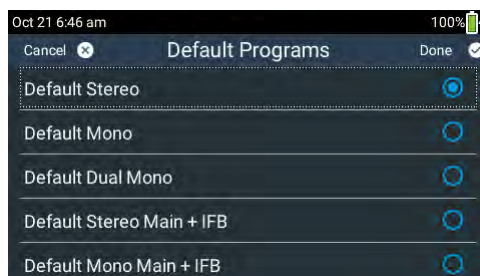 Oct 21 6:46 am 100%
Cancel Default Programs Done
Default Stereo
Default Mono
Default Dual Mono
Default Stereo Main + IFB
Default Mono Main + IFB